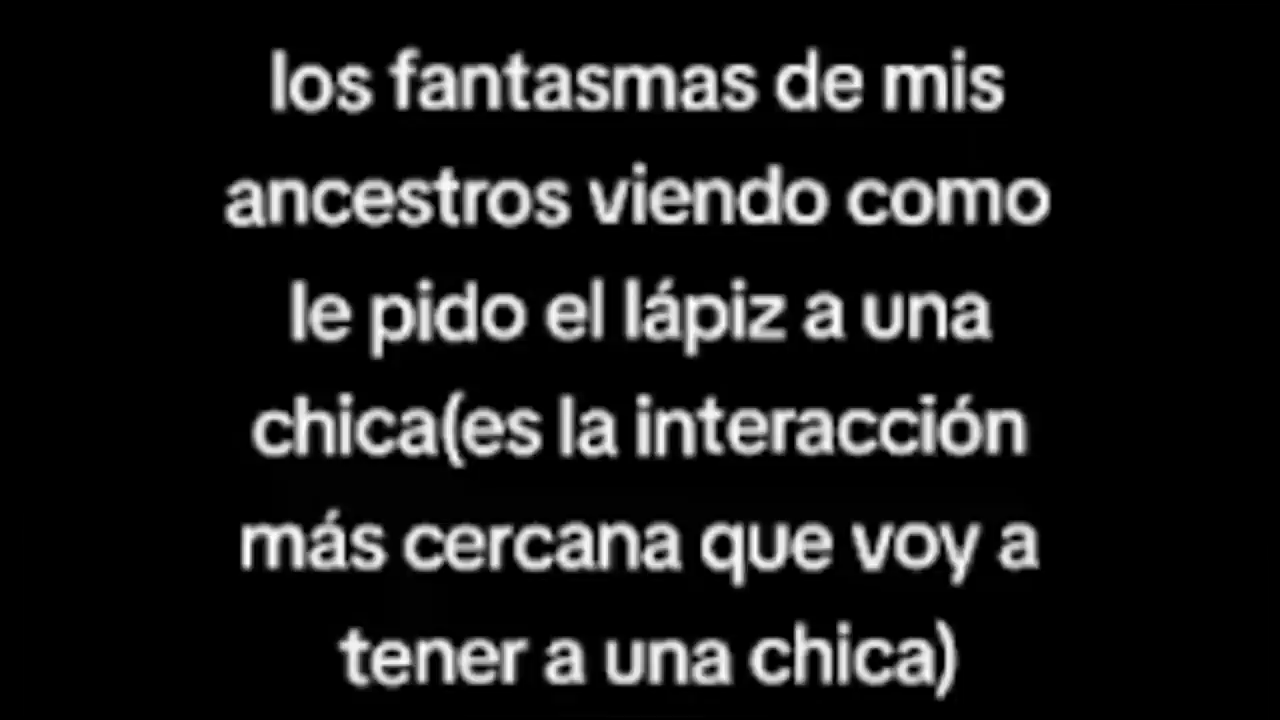 los fantasmas de mis
ancestros viendo como
le pido el lápiz a una
chica(es la interacción
más cercana que voy a
tener a una chica)